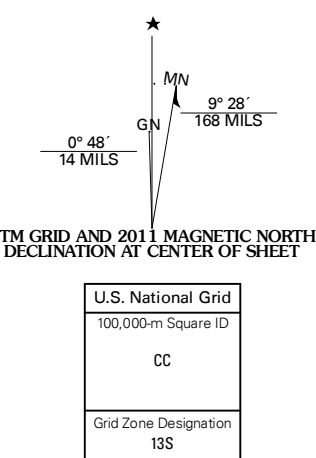 MN
GN
9° 28´
168 MILS
0° 48´
14 MILS
TM GRID AND 2011 MAGNETIC NORTH
DECLINATION AT CENTER OF SHEET
U.S. National Grid
100,000-m Square ID
CC
Grid Zone Designation
13S